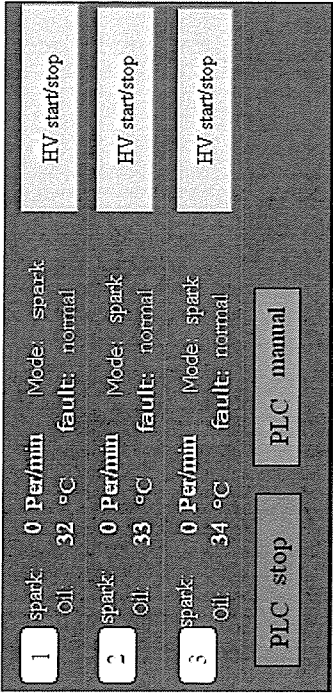 1 spark: 0 Per/min Mode: spark HV start/stop
Oil: 32 °C fault: normal
2 spark: 0 Per/min Mode: spark HV start/stop
Oil: 33 °C fault: normal
3 spark: 0 Per/min Mode: spark HV start/stop
Oil: 34 °C fault: normal
PLC stop PLC manual